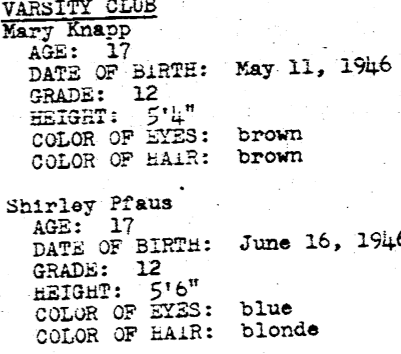 VARSITY CLUB
Mary Knapp
AGE: 17
DATE OF BIRTH: May 11, 1946
GRADE: 12
HEIGHT: 5'4"
COLOR OF EYES: brown
COLOR OF HAIR: brown
Shirley Pfaus
AGE: 17
DATE OF BIRTH: June 16, 1946
GRADE: 12
HEIGHT: 5'6"
COLOR OF EYES: blue
COLOR OF HAIR: blonde